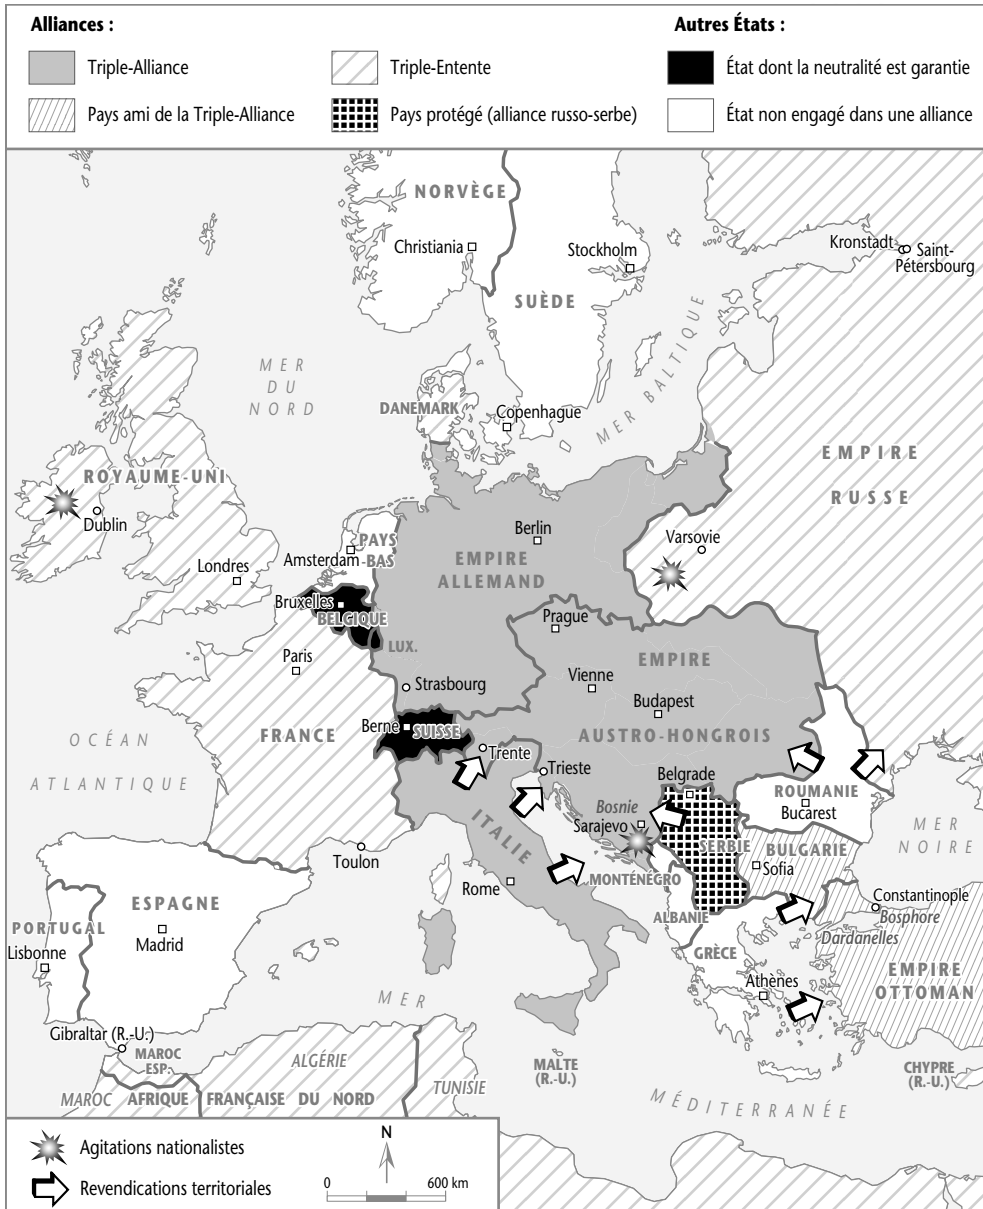 Alliances :
Autres États :
Triple-Alliance
Triple-Entente
État dont la neutralité est garantie
Pays ami de la Triple-Alliance
Pays protégé (alliance russo-serbe)
État non engagé dans une alliance
NORVÈGE
Christiania
Stockholm
Kronstadt
Saint-
Pétersbourg
SUÈDE
MER
DU
NORD
MER BALTIQUE
DANEMARK
Copenhague
EMPIRE
RUSSE
ROYAUME-UNI
Dublin
Londres
PAYS
-BAS
Amsterdam
Berlin
Varsovie
EMPIRE
ALLEMAND
Bruxelles
BELGIQUE
LUX.
Prague
Paris
Strasbourg
EMPIRE
Vienne
Budapest
AUSTRO-HONGROIS
OCÉAN
ATLANTIQUE
FRANCE
Berne
SUISSE
Trente
Trieste
Belgrade
ROUMANIE
Bucarest
Bosnie
Sarajevo
ITALIE
SERBIE
BULGARIE
Sofia
MER
NOIRE
Toulon
Rome
MONTÉNÉGRO
ALBANIE
Constantinople
Bosphore
Dardanelles
ESPAGNE
Madrid
PORTUGAL
Lisbonne
GRÈCE
Athènes
EMPIRE
OTTOMAN
MER
MÉDITERRANÉE
Gibraltar (R.-U.)
MAROC
ESP.
MALTE
(R.-U.)
CHYPRE
(R.-U.)
ALGÉRIE
TUNISIE
MAROC
AFRIQUE FRANÇAISE DU NORD
Agitations nationalistes
Revendications territoriales
N
0
600 km